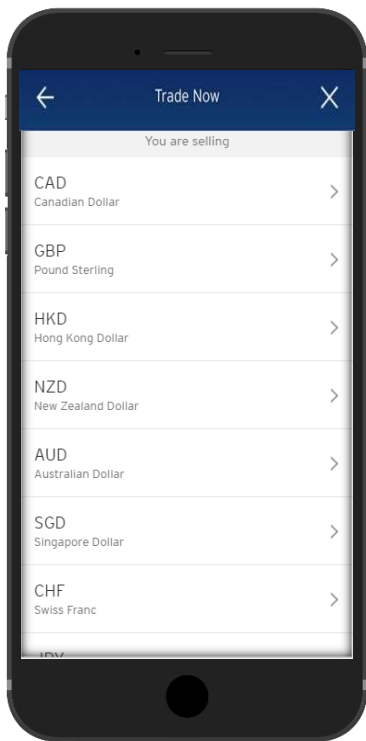 Trade Now
You are selling
CAD
Canadian Dollar
GBP
Pound Sterling
HKD
Hong Kong Dollar
NZD
New Zealand Dollar
AUD
Australian Dollar
SGD
Singapore Dollar
CHF
Swiss Franc